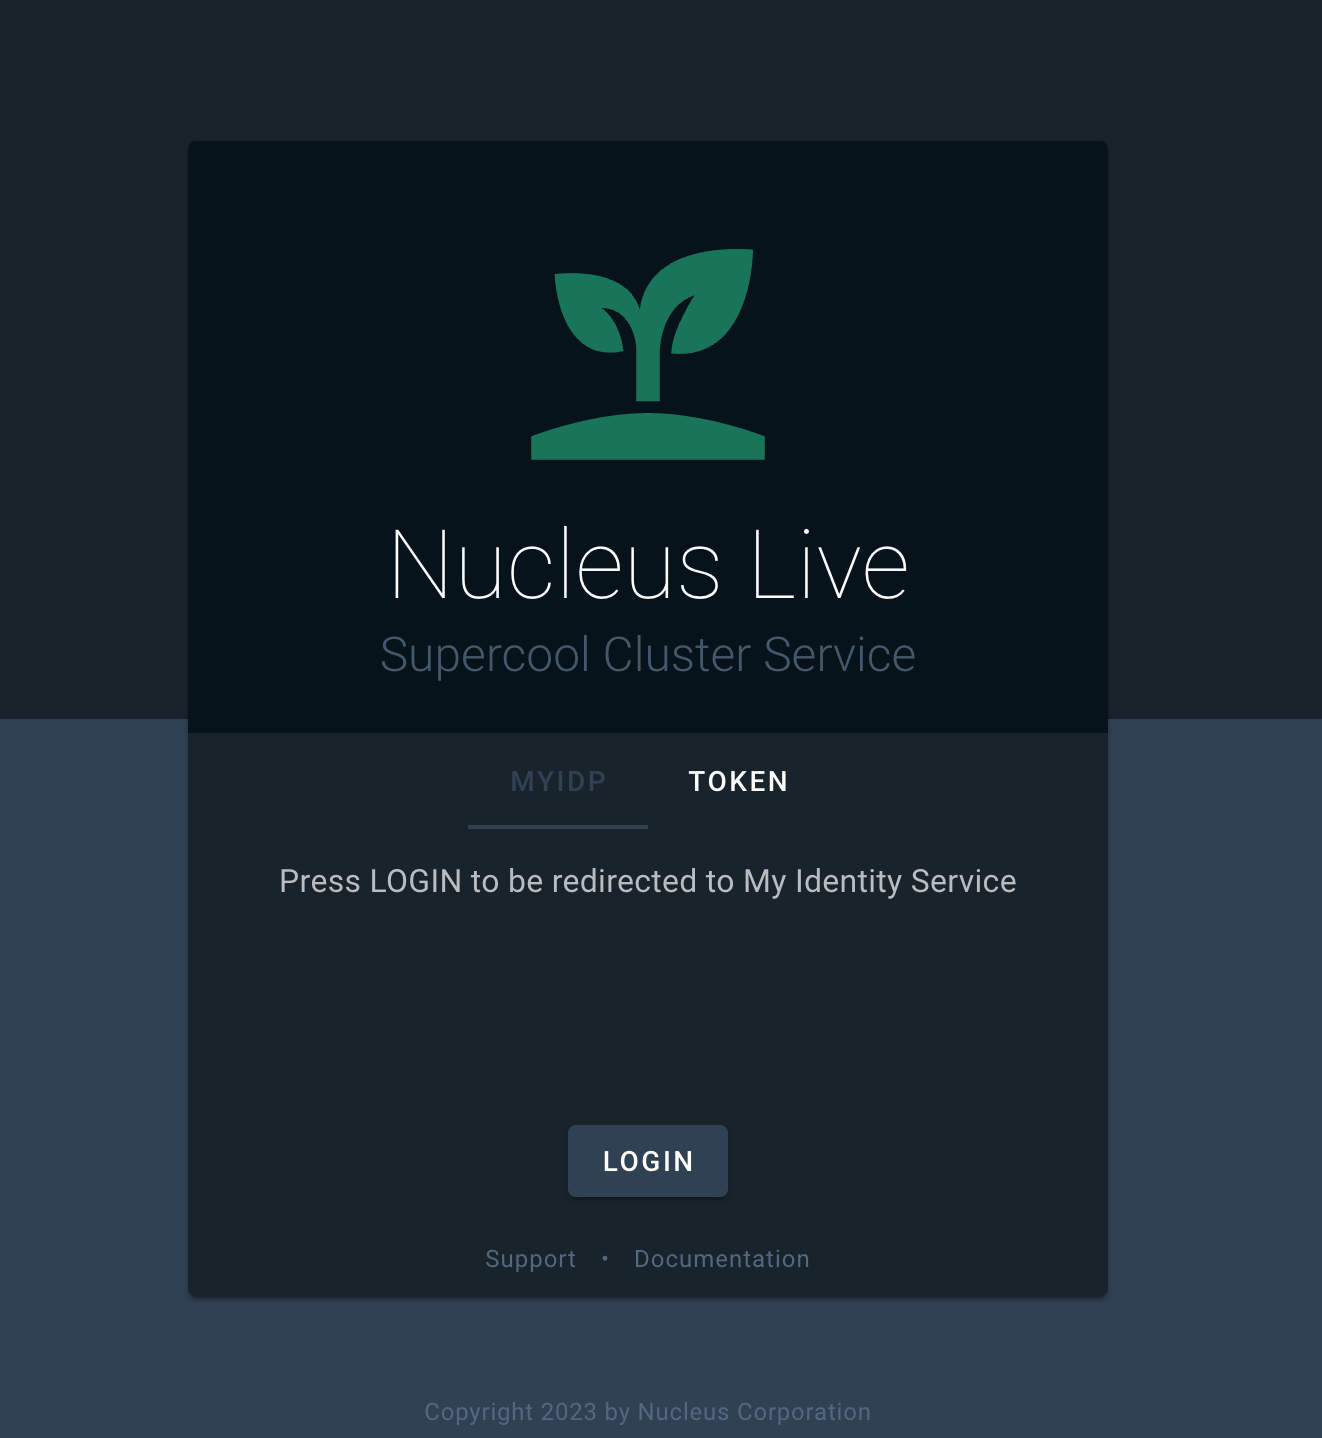 Nucleus Live
Supercool Cluster Service
MYIDP TOKEN
Press LOGIN to be redirected to My Identity Service
LOGIN
Support • Documentation
Copyright 2023 by Nucleus Corporation